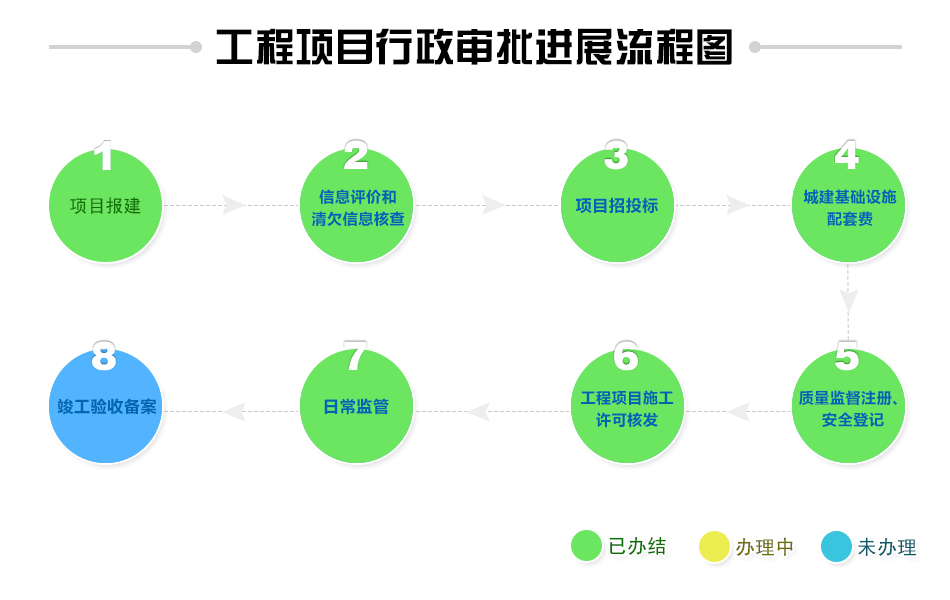 工程项目行政审批进展流程图
1
项目报建
2
信息评价和
清欠信息核查
3
项目招投标
4
城建基础设施
配套费
5
质量监督注册、
安全登记
6
工程项目施工
许可核发
7
日常监管
8
竣工验收备案
已办结
办理中
未办理